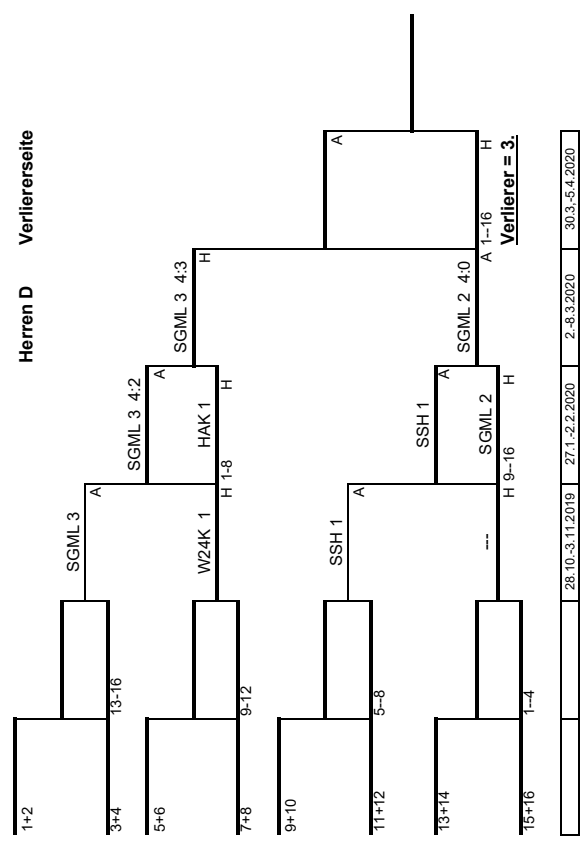 Herren D Verliererseite
1+2
3+4
13-16
SGML 3
A
SGML 3 4:2
A
5+6
7+8
9-12
W24K 1
H 1-8
HAK 1
H
SGML 3 4:3
H
A
9+10
11+12
5--8
SSH 1
A
SSH 1
A
13+14
15+16
1--4
---
H 9--16
SGML 2
H
SGML 2 4:0
A 1--16
H
Verlierer = 3.
28.10.-3.11.2019
27.1.-2.2.2020
2.-8.3.2020
30.3.-5.4.2020